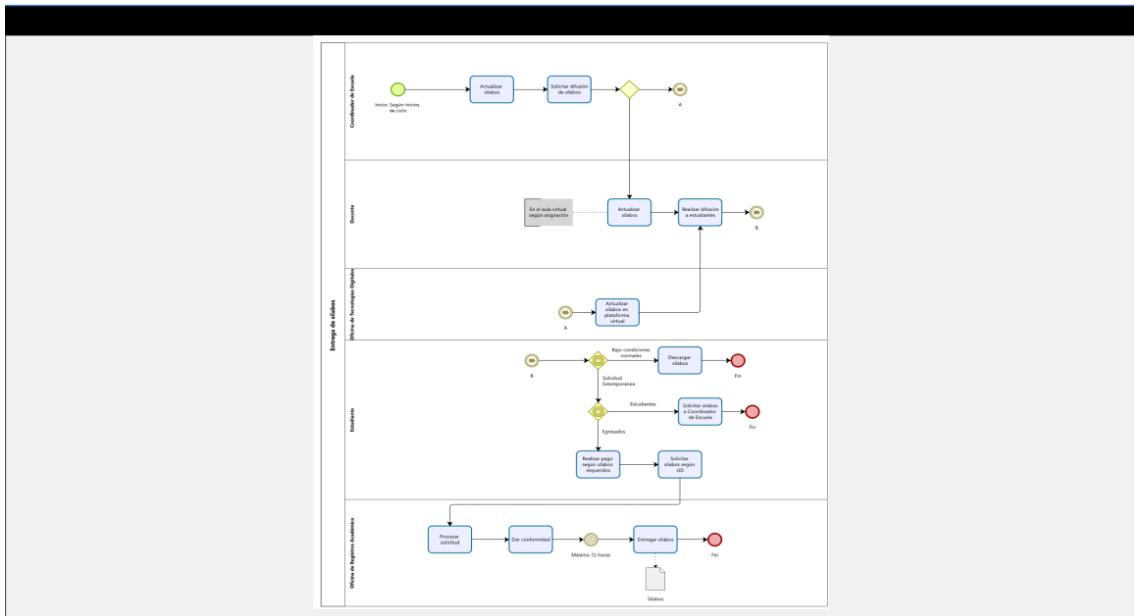 Entrega de sílabos
Coordinador de Escuela
Inicio: Según inicios
de ciclo
Actualizar
sílabos
Solicitar difusión
de sílabos
A
Docente
En el aula virtual
según asignación
Actualizar
sílabos
Realizar difusión
a estudiantes
B
Oficina de Tecnologías Digitales
A
Actualizar
sílabos en
plataforma
virtual
Estudiante
B
Bajo condiciones
normales
Descargar
sílabos
Fin
Solicitud
Extemporánea
Estudiantes
Solicitar sílabos
a Coordinador
de Escuela
Fin
Egresados
Realizar pago
según sílabos
requeridos
Solicitar
sílabos según
UD
Oficina de Registros Académico
Procesar
solicitud
Dar conformidad
Máximo 72 horas
Entregar sílabos
Fin
Sílabos